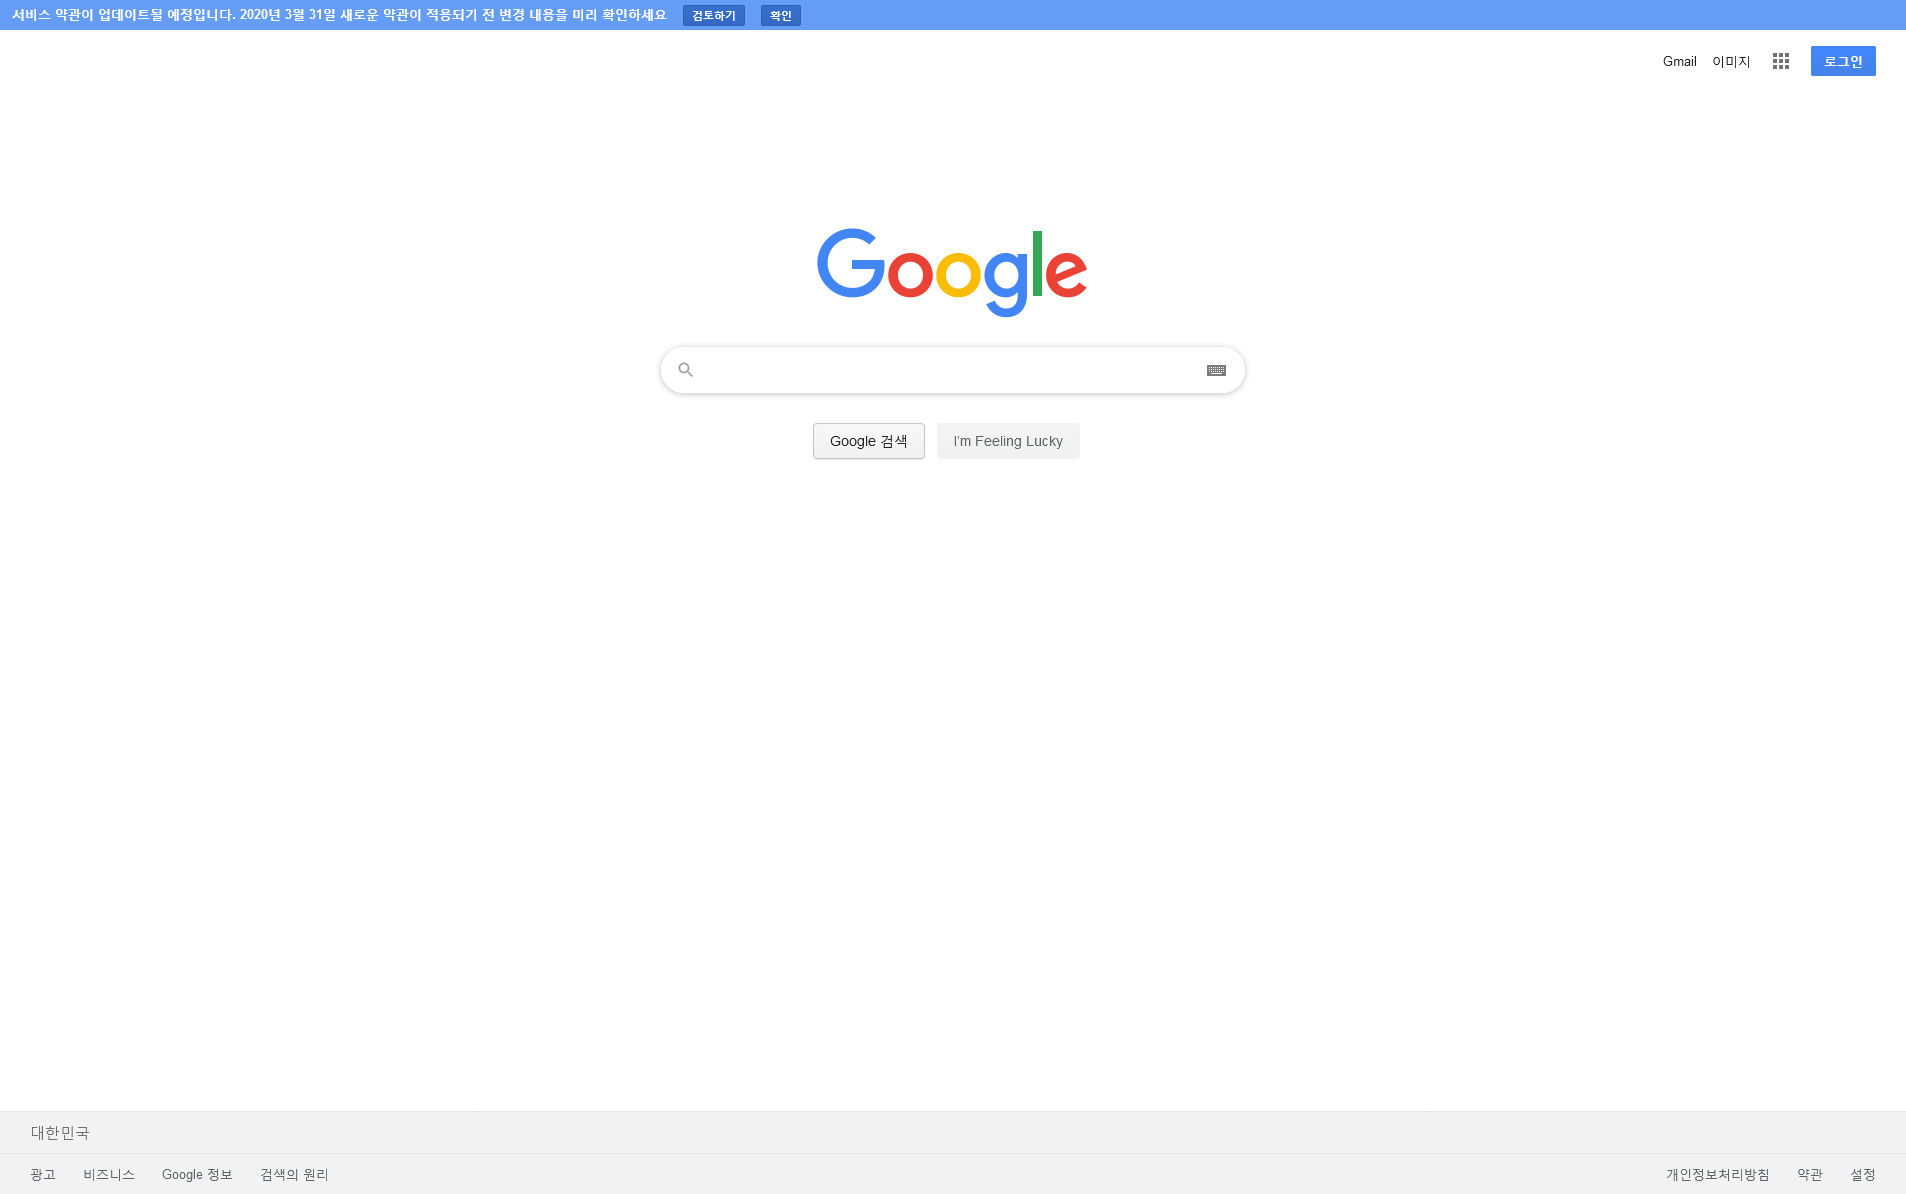 서비스 약관이 업데이트될 예정입니다. 2020년 3월 31일 새로운 약관이 적용되기 전 변경 내용을 미리 확인하세요 검토하기 확인
Gmail 이미지 로그인
Google
Google 검색 I'm Feeling Lucky
대한민국
광고 비즈니스 Google 정보 검색의 원리 개인정보처리방침 약관 설정